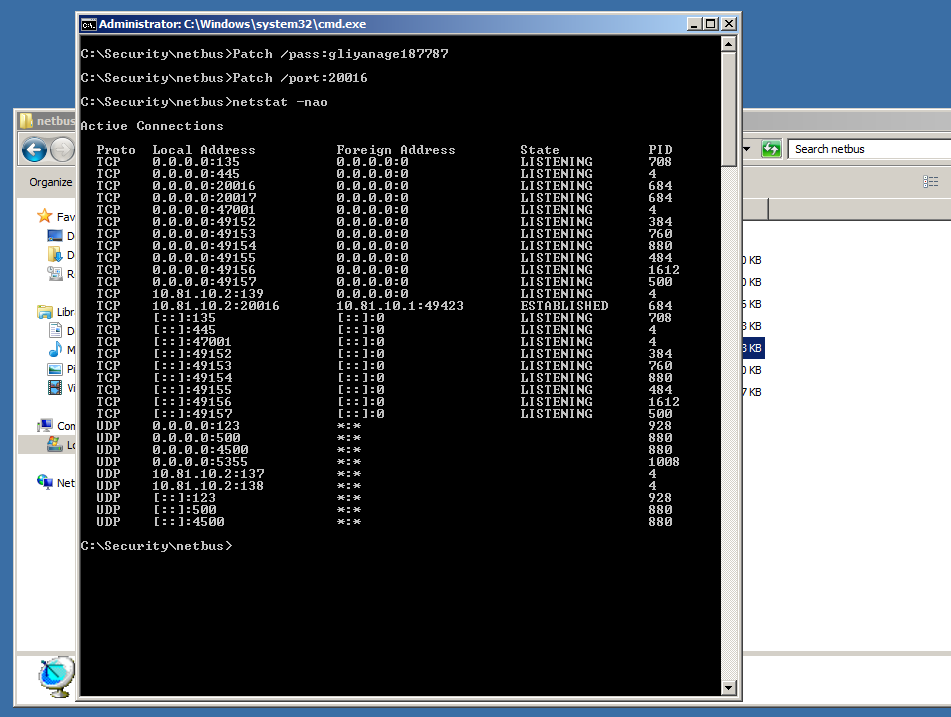 Administrator: C:\Windows\system32\cmd.exe
C:\Security\netbus>Patch /pass:gliyanage187787
C:\Security\netbus>Patch /port:20016
C:\Security\netbus>netstat -nao
Active Connections
Proto Local Address Foreign Address State PID
TCP 0.0.0.0:135 0.0.0.0:0 LISTENING 708
TCP 0.0.0.0:445 0.0.0.0:0 LISTENING 4
TCP 0.0.0.0:20016 0.0.0.0:0 LISTENING 684
TCP 0.0.0.0:20017 0.0.0.0:0 LISTENING 684
TCP 0.0.0.0:47001 0.0.0.0:0 LISTENING 4
TCP 0.0.0.0:49152 0.0.0.0:0 LISTENING 384
TCP 0.0.0.0:49153 0.0.0.0:0 LISTENING 760
TCP 0.0.0.0:49154 0.0.0.0:0 LISTENING 880
TCP 0.0.0.0:49155 0.0.0.0:0 LISTENING 484
TCP 0.0.0.0:49156 0.0.0.0:0 LISTENING 1612
TCP 0.0.0.0:49157 0.0.0.0:0 LISTENING 500
TCP 10.81.10.2:139 0.0.0.0:0 LISTENING 4
TCP 10.81.10.2:20016 10.81.10.1:49423 ESTABLISHED 684
TCP [::]:135 [::]:0 LISTENING 708
TCP [::]:445 [::]:0 LISTENING 4
TCP [::]:47001 [::]:0 LISTENING 4
TCP [::]:49152 [::]:0 LISTENING 384
TCP [::]:49153 [::]:0 LISTENING 760
TCP [::]:49154 [::]:0 LISTENING 880
TCP [::]:49155 [::]:0 LISTENING 484
TCP [::]:49156 [::]:0 LISTENING 1612
TCP [::]:49157 [::]:0 LISTENING 500
UDP 0.0.0.0:123 *:* 928
UDP 0.0.0.0:500 *:* 880
UDP 0.0.0.0:4500 *:* 880
UDP 0.0.0.0:5355 *:* 1008
UDP 10.81.10.2:137 *:* 4
UDP 10.81.10.2:138 *:* 4
UDP [::]:123 *:* 928
UDP [::]:500 *:* 880
UDP [::]:4500 *:* 880
C:\Security\netbus>
netbus
Search netbus
Organize
Fav
D
D
R
Libr
D
M
Pi
Vi
Com
Lo
Net
KB
KB
KB
KB
KB
KB
KB